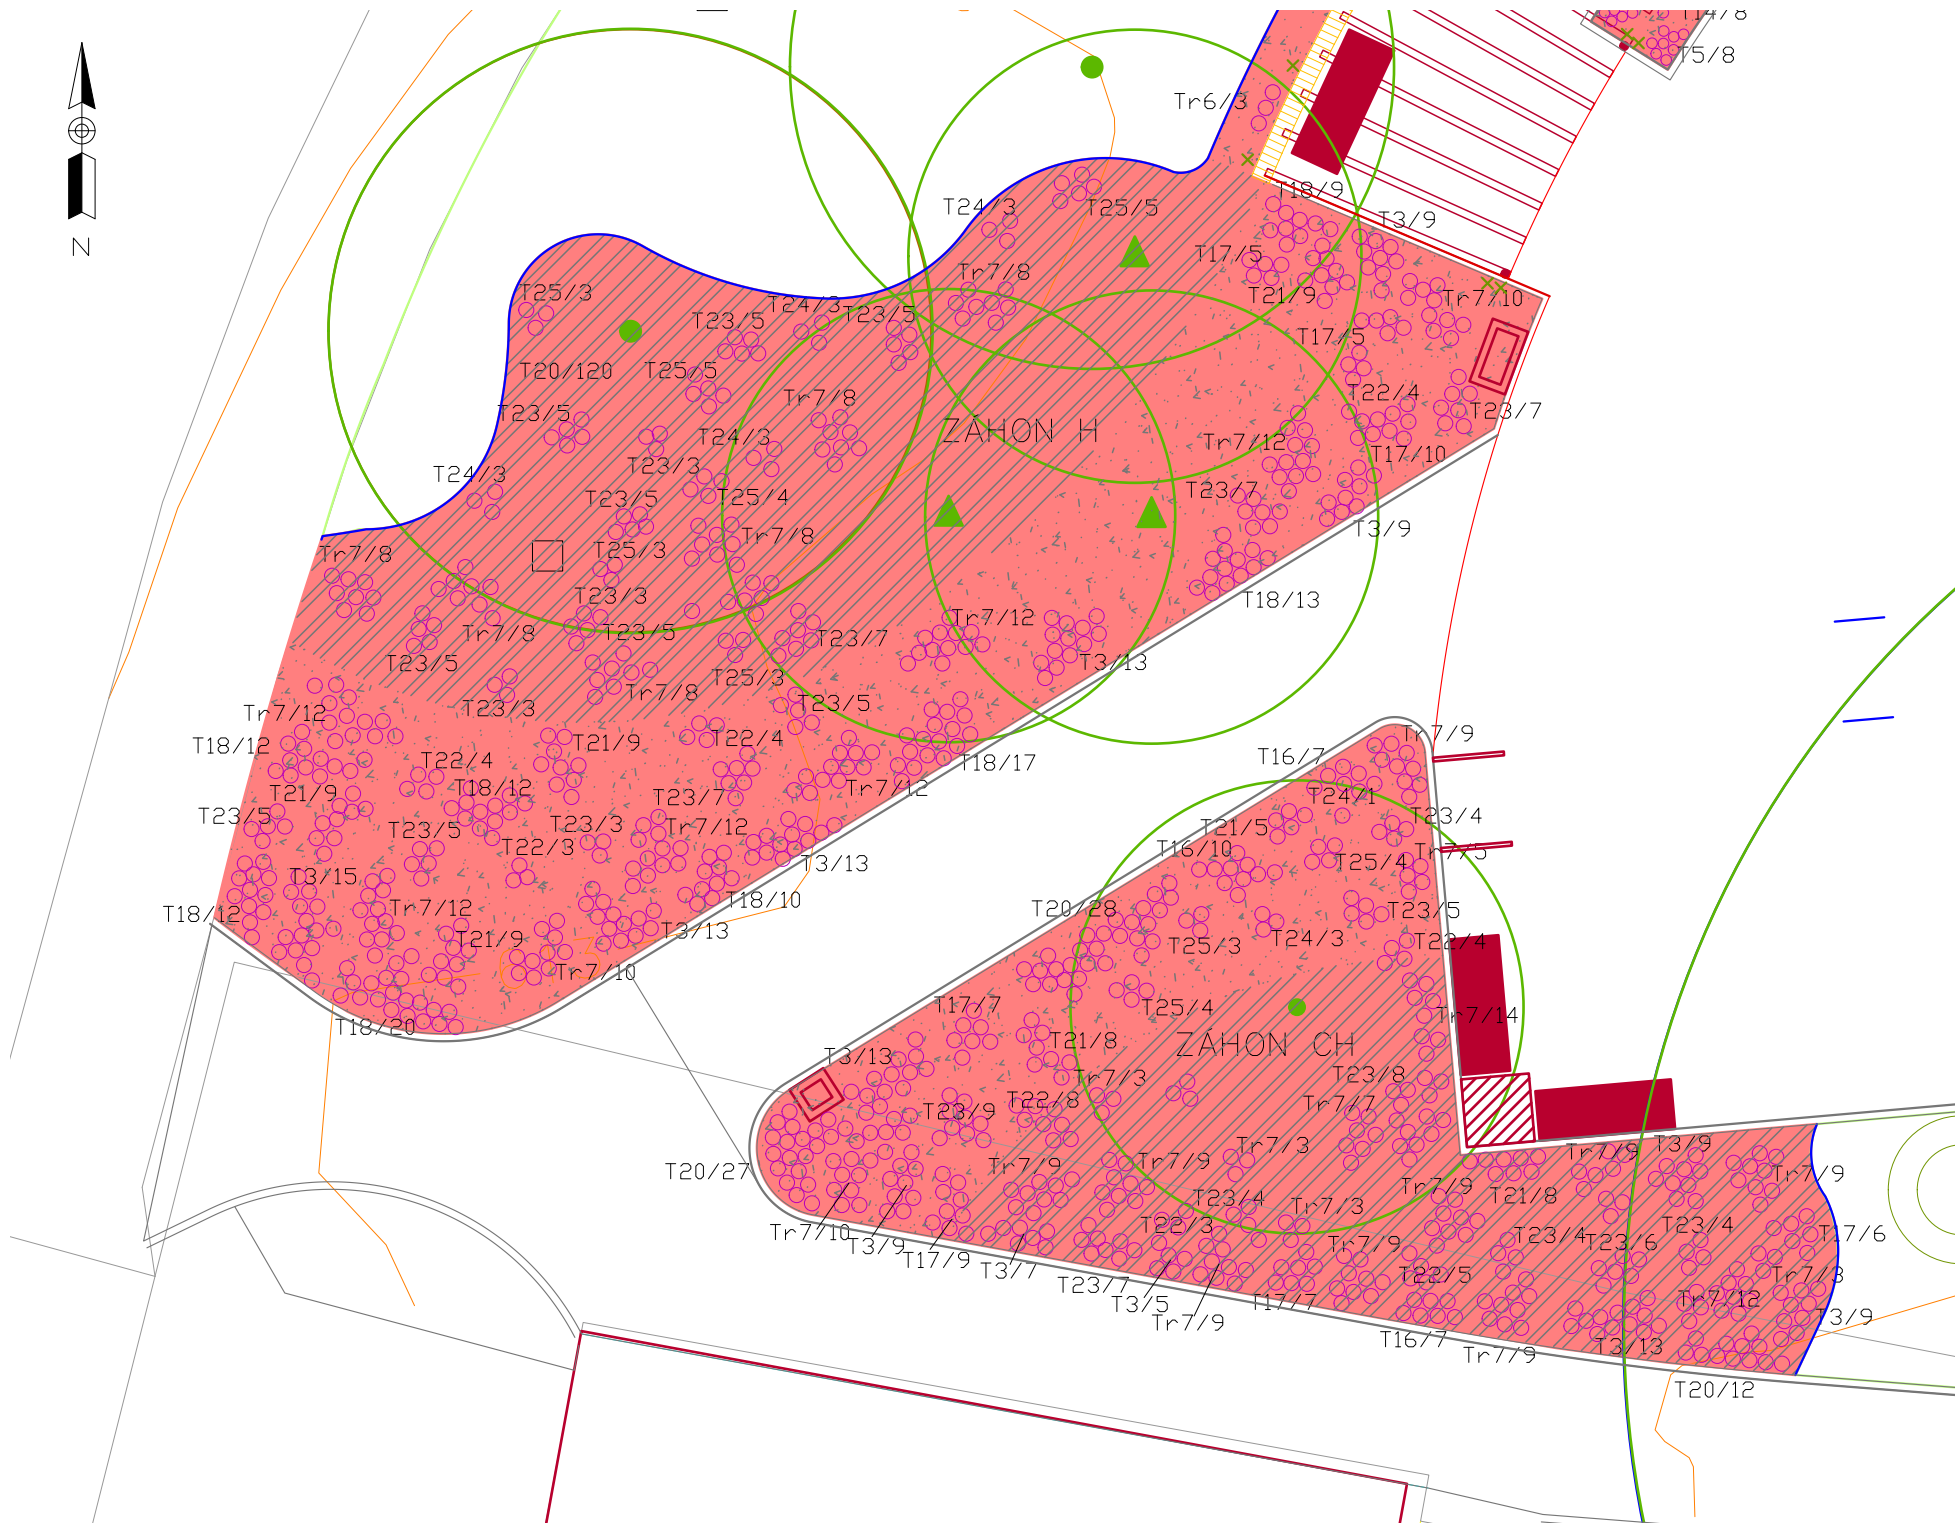 T14/8
T5/8
N
Tr6/3
T18/9
T24/3
T25/5
T3/9
T17/5
Tr7/8
T21/9
Tr7/10
T25/3
T24/3
T23/5
T23/5
T17/5
T20/120
T25/5
T22/4
Tr7/8
T23/5
T23/7
ZÁHON H
T24/3
Tr7/12
T17/10
T23/3
T24/3
T25/4
T23/5
T23/7
T3/9
Tr7/8
Tr7/8
T25/3
T23/3
T18/13
Tr7/12
T23/5
Tr7/8
T23/7
T23/5
T3/13
T25/3
Tr7/8
T23/3
T23/5
Tr7/12
T18/12
T21/9
T22/4
T22/4
T18/17
T18/12
T23/7
Tr7/12
T21/9
T23/5
T23/5
T23/3
Tr7/12
T22/3
T3/13
T3/15
T18/10
T18/12
Tr7/12
T21/9
T3/13
Tr7/10
T18/20
Tr7/9
T16/7
T24/1
T23/4
T21/5
T16/10
Tr7/5
T25/4
T20/28
T23/5
T25/3
T24/3
T22/4
T17/7
T25/4
Tr7/14
T21/8
ZÁHON CH
T3/13
Tr7/3
T23/8
T22/8
T23/9
Tr7/7
T20/27
Tr7/3
Tr7/9
Tr7/9
Tr7/9
T3/9
Tr7/9
Tr7/9
T21/8
T23/4
Tr7/3
T22/3
T23/4
T23/6
T23/4
T17/6
Tr7/10
T3/9
T17/9
T3/7
Tr7/9
T22/5
Tr7/3
T23/7
T3/5
T17/7
Tr7/12
Tr7/9
T16/7
T3/9
Tr7/9
T3/13
T20/12